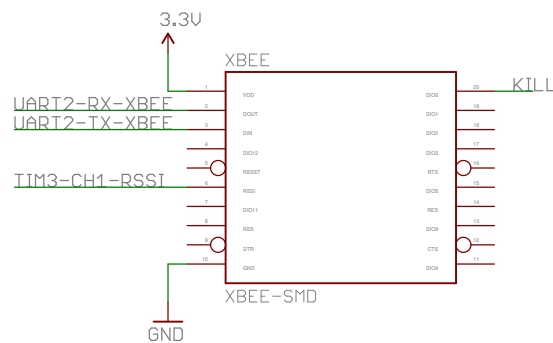 3.3V
XBEE
1 VDD DIO0 20 KILL
UART2-RX-XBEE 2 DOUT DIO1 19
UART2-TX-XBEE 3 DIN DIO2 18
4 DIO12 DIO3 17
5 RESET RTS 16
TIM3-CH1-RSSI 6 RSSI DIO5 15
7 DIO11 RES 14
8 RES DIO9 13
9 DTR CTS 12
10 GND DIO4 11
XBEE-SMD
GND